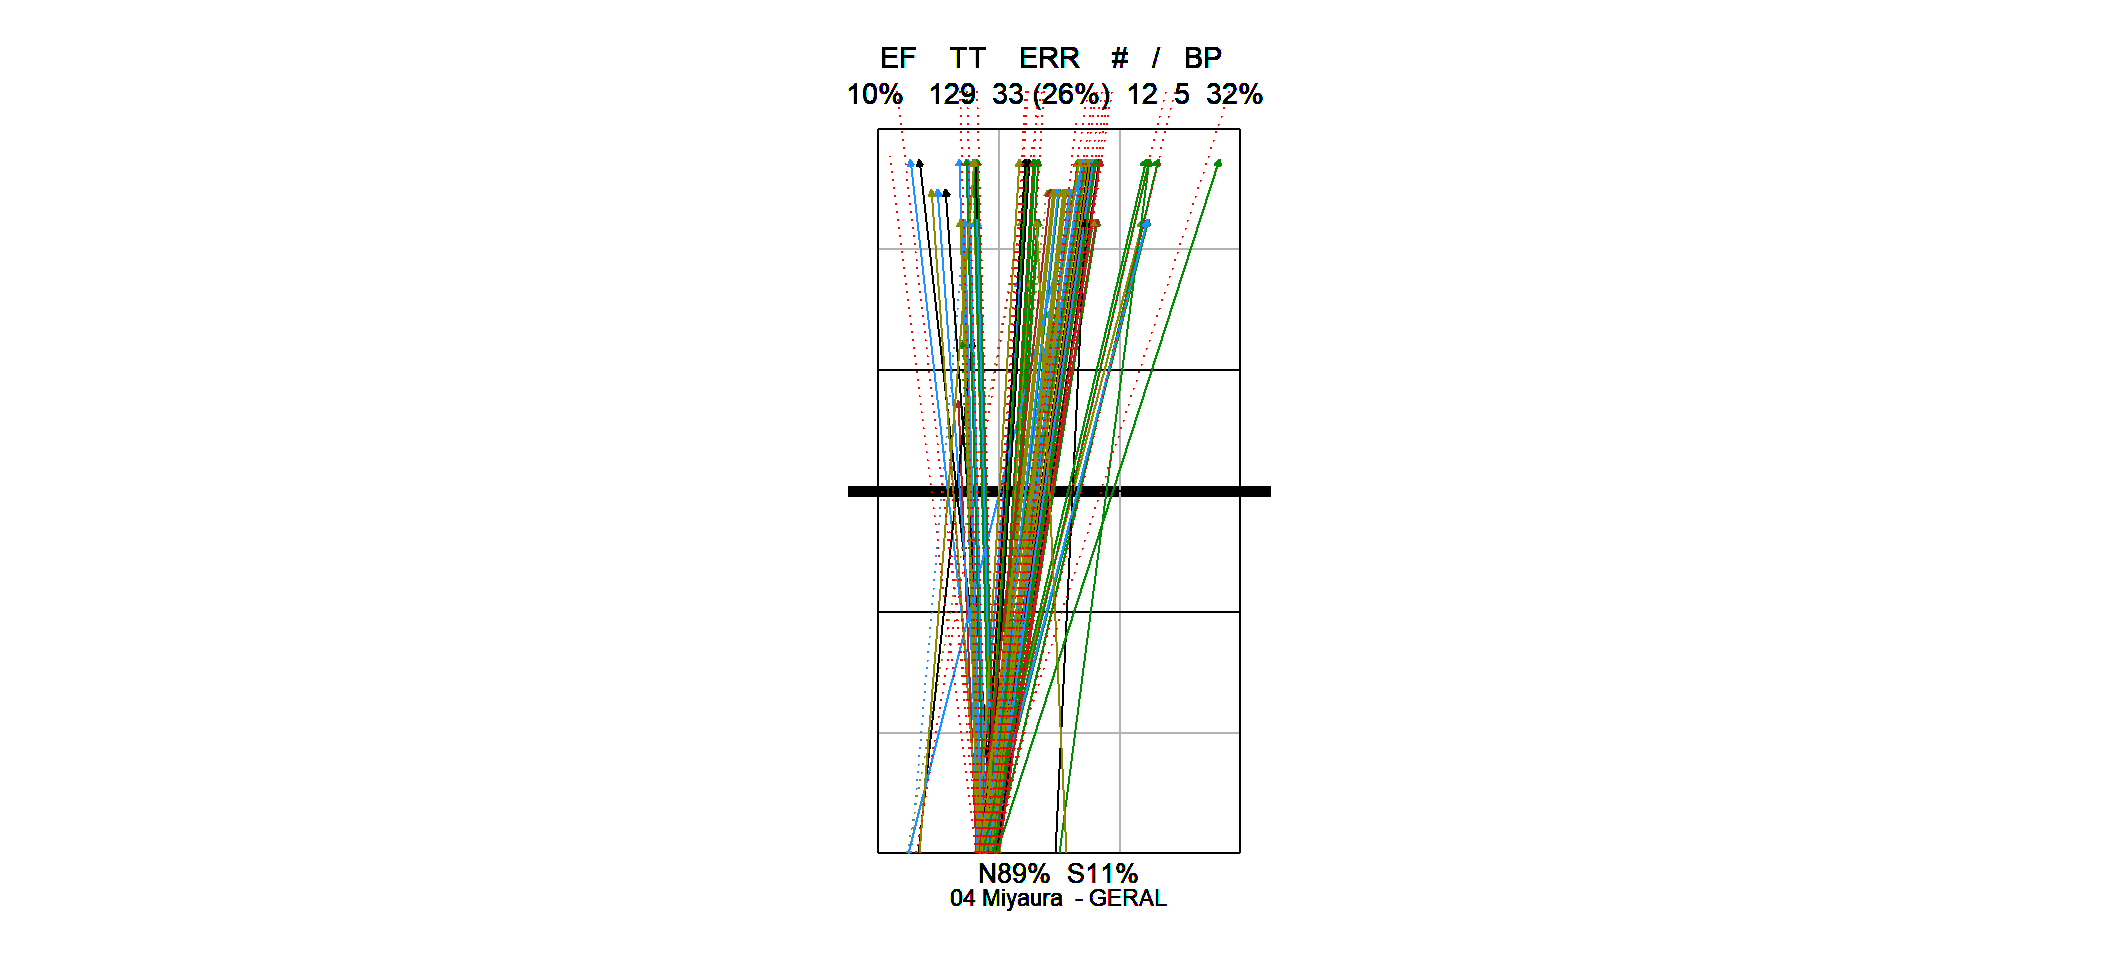 EF TT ERR # / BP
10% 129 33 (26%) 12 5 32%
N89% S11%
04 Miyaura - GERAL